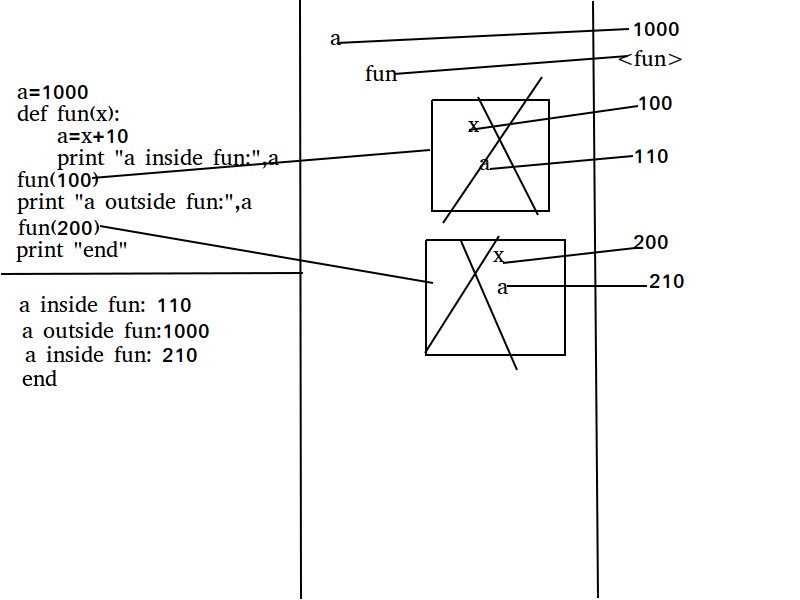 a=1000
def fun(x):
a=x+10
print "a inside fun:",a
fun(100)
print "a outside fun:",a
fun(200)
print "end"
a inside fun: 110
a outside fun:1000
a inside fun: 210
end
a 1000
fun <fun>
x 100
a 110
x 200
a 210